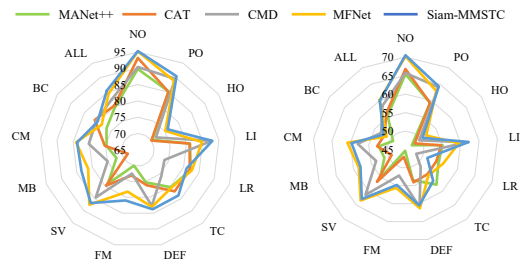 MANet++ CAT CMD MFNet Siam-MMSTC
NO
PO
HO
LI
LR
TC
DEF
FM
SV
MB
CM
BC
ALL
95
90
85
80
75
70
65
NO
PO
HO
LI
LR
TC
DEF
FM
SV
MB
CM
BC
ALL
70
65
60
55
50
45